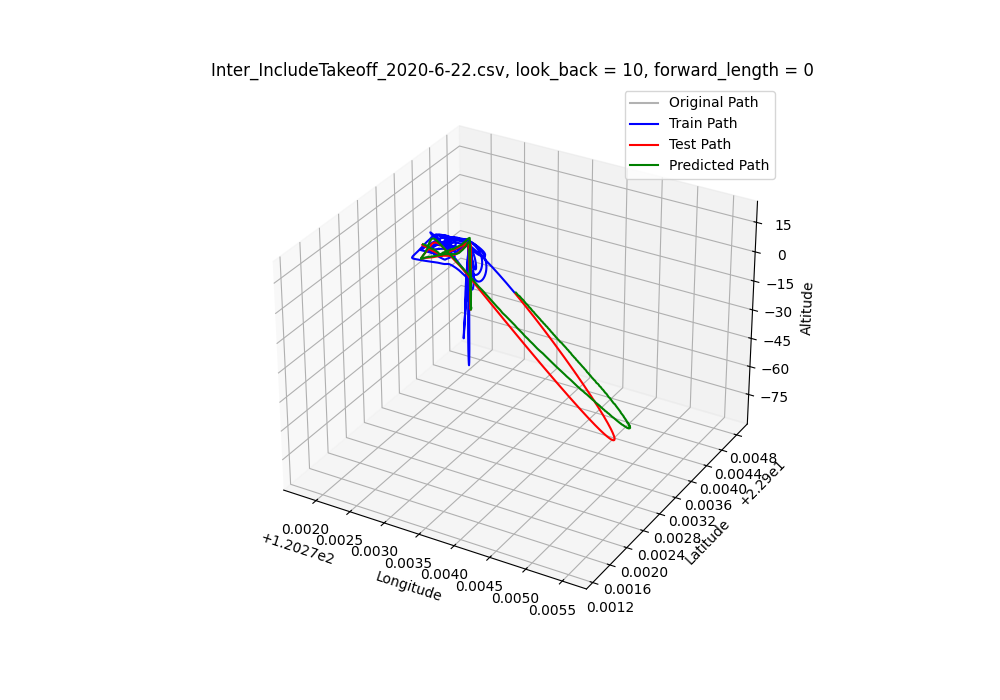 Inter_IncludeTakeoff_2020-6-22.csv, look_back = 10, forward_length = 0
Original Path
Train Path
Test Path
Predicted Path
15
0
−15
−30
−45
−60
−75
Altitude
0.0048
0.0044
0.0040
0.0036
0.0032
0.0028
0.0024
0.0020
0.0016
0.0012
+2.29e1
Latitude
0.0020
0.0025
0.0030
0.0035
0.0040
0.0045
0.0050
0.0055
+1.2027e2
Longitude